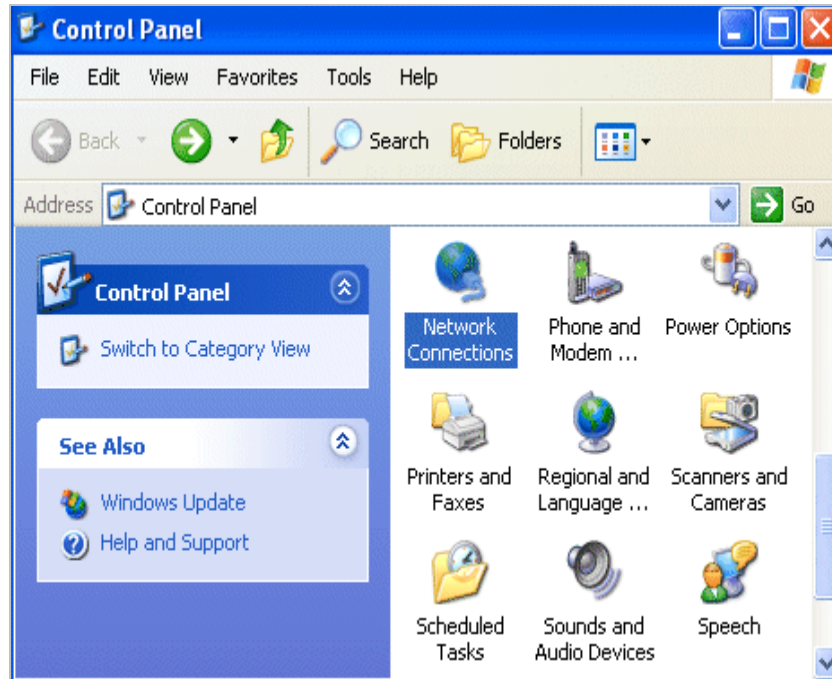 Control Panel
File Edit View Favorites Tools Help
Back Search Folders
Address Control Panel Go
Control Panel
Switch to Category View
See Also
Windows Update
Help and Support
Network
Connections
Phone and
Modem ...
Power Options
Printers and
Faxes
Regional and
Language ...
Scanners and
Cameras
Scheduled
Tasks
Sounds and
Audio Devices
Speech